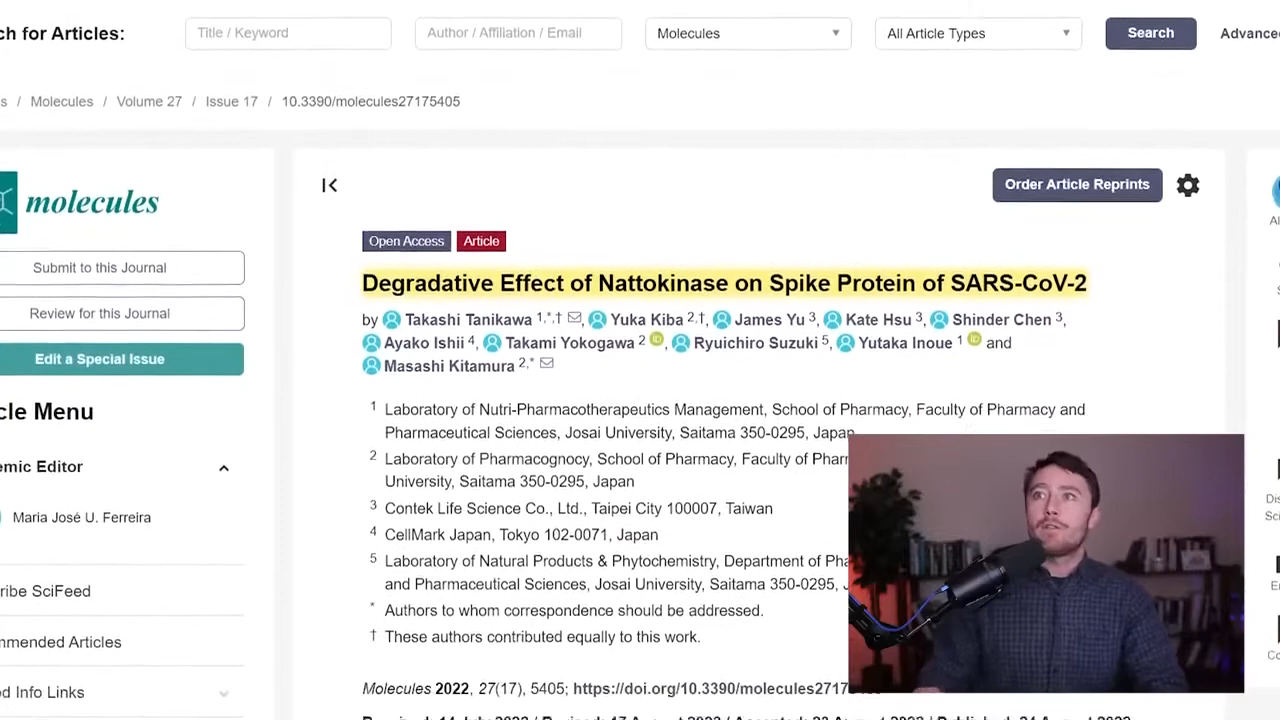 ch for Articles:
Title / Keyword
Author / Affiliation / Email
Molecules
All Article Types
Search
Advance
s / Molecules / Volume 27 / Issue 17 / 10.3390/molecules27175405
molecules
Order Article Reprints
Submit to this Journal
Review for this Journal
Edit a Special Issue
cle Menu
emic Editor
Maria José U. Ferreira
ribe SciFeed
mmended Articles
d Info Links
Open Access Article
Degradative Effect of Nattokinase on Spike Protein of SARS-CoV-2
by Takashi Tanikawa 1,*,†, Yuka Kiba 2,†, James Yu 3, Kate Hsu 3, Shinder Chen 3,
Ayako Ishii 4, Takami Yokogawa 2, Ryuichiro Suzuki 5, Yutaka Inoue 1 and
Masashi Kitamura 2,*
1 Laboratory of Nutri-Pharmacotherapeutics Management, School of Pharmacy, Faculty of Pharmacy and
Pharmaceutical Sciences, Josai University, Saitama 350-0295, Japan
2 Laboratory of Pharmacognocy, School of Pharmacy, Faculty of Phar
University, Saitama 350-0295, Japan
3 Contek Life Science Co., Ltd., Taipei City 100007, Taiwan
4 CellMark Japan, Tokyo 102-0071, Japan
5 Laboratory of Natural Products & Phytochemistry, Department of Pha
and Pharmaceutical Sciences, Josai University, Saitama 350-0295,
* Authors to whom correspondence should be addressed.
† These authors contributed equally to this work.
Molecules 2022, 27(17), 5405; https://doi.org/10.3390/molecules271